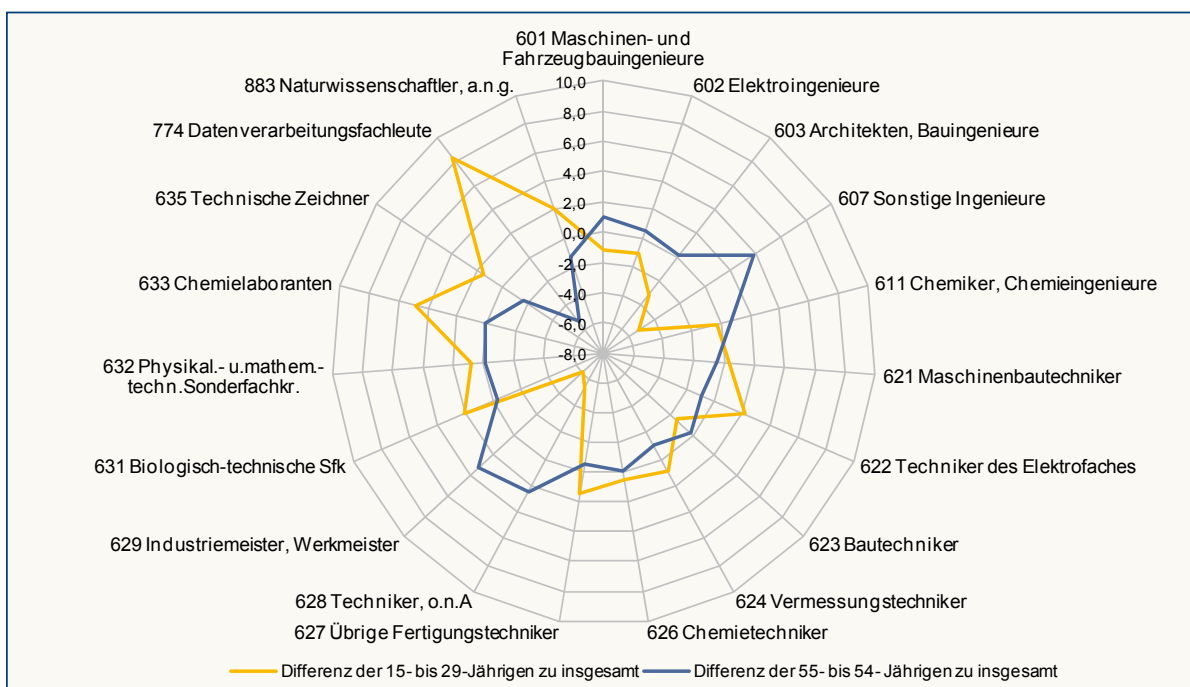 601 Maschinen- und
Fahrzeugbauingenieure
883 Naturwissenschaftler, a.n.g.
10,0
602 Elektroingenieure
774 Datenverarbeitungsfachleute
8,0
603 Architekten, Bauingenieure
6,0
635 Technische Zeichner
4,0
607 Sonstige Ingenieure
2,0
0,0
633 Chemielaboranten
-2,0
611 Chemiker, Chemieingenieure
-4,0
-6,0
632 Physikal.- u.mathem.-
techn.Sonderfachkr.
-8,0
621 Maschinenbautechniker
631 Biologisch-technische Sfk
622 Techniker des Elektrofaches
629 Industriemeister, Werkmeister
623 Bautechniker
628 Techniker, o.n.A
624 Vermessungstechniker
627 Übrige Fertigungstechniker
626 Chemietechniker
Differenz der 15- bis 29-Jährigen zu insgesamt
Differenz der 55- bis 54- Jährigen zu insgesamt